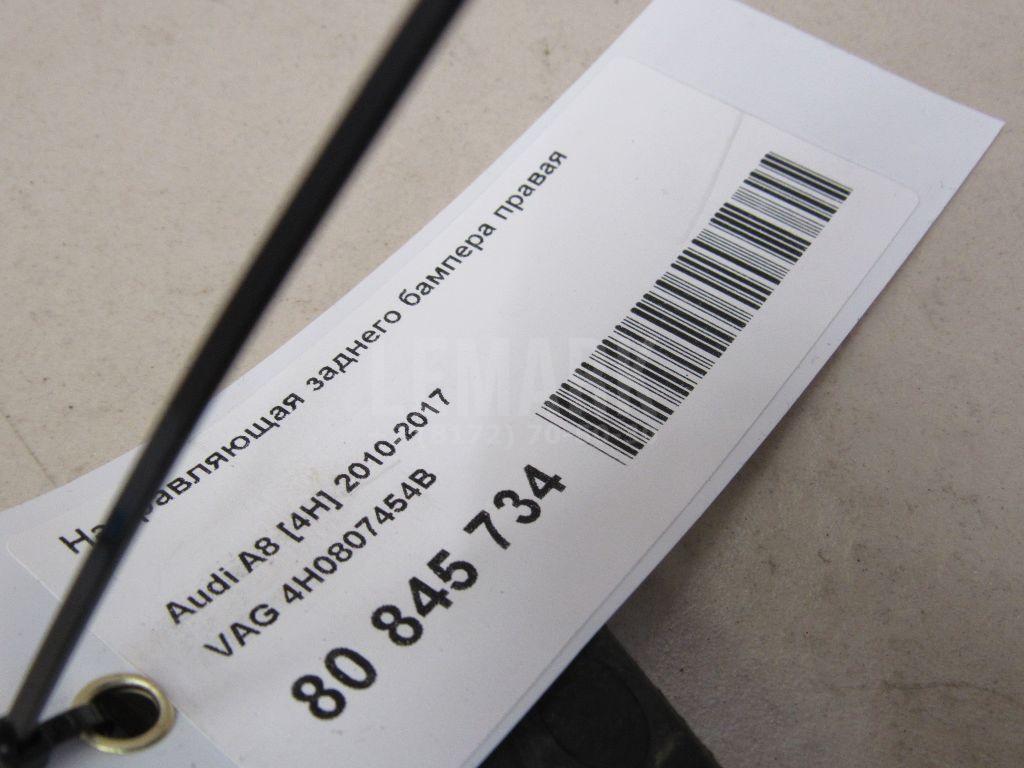 Направляющая заднего бампера правая
Audi A8 [4H] 2010-2017
VAG 4H0807454B
80 845 734